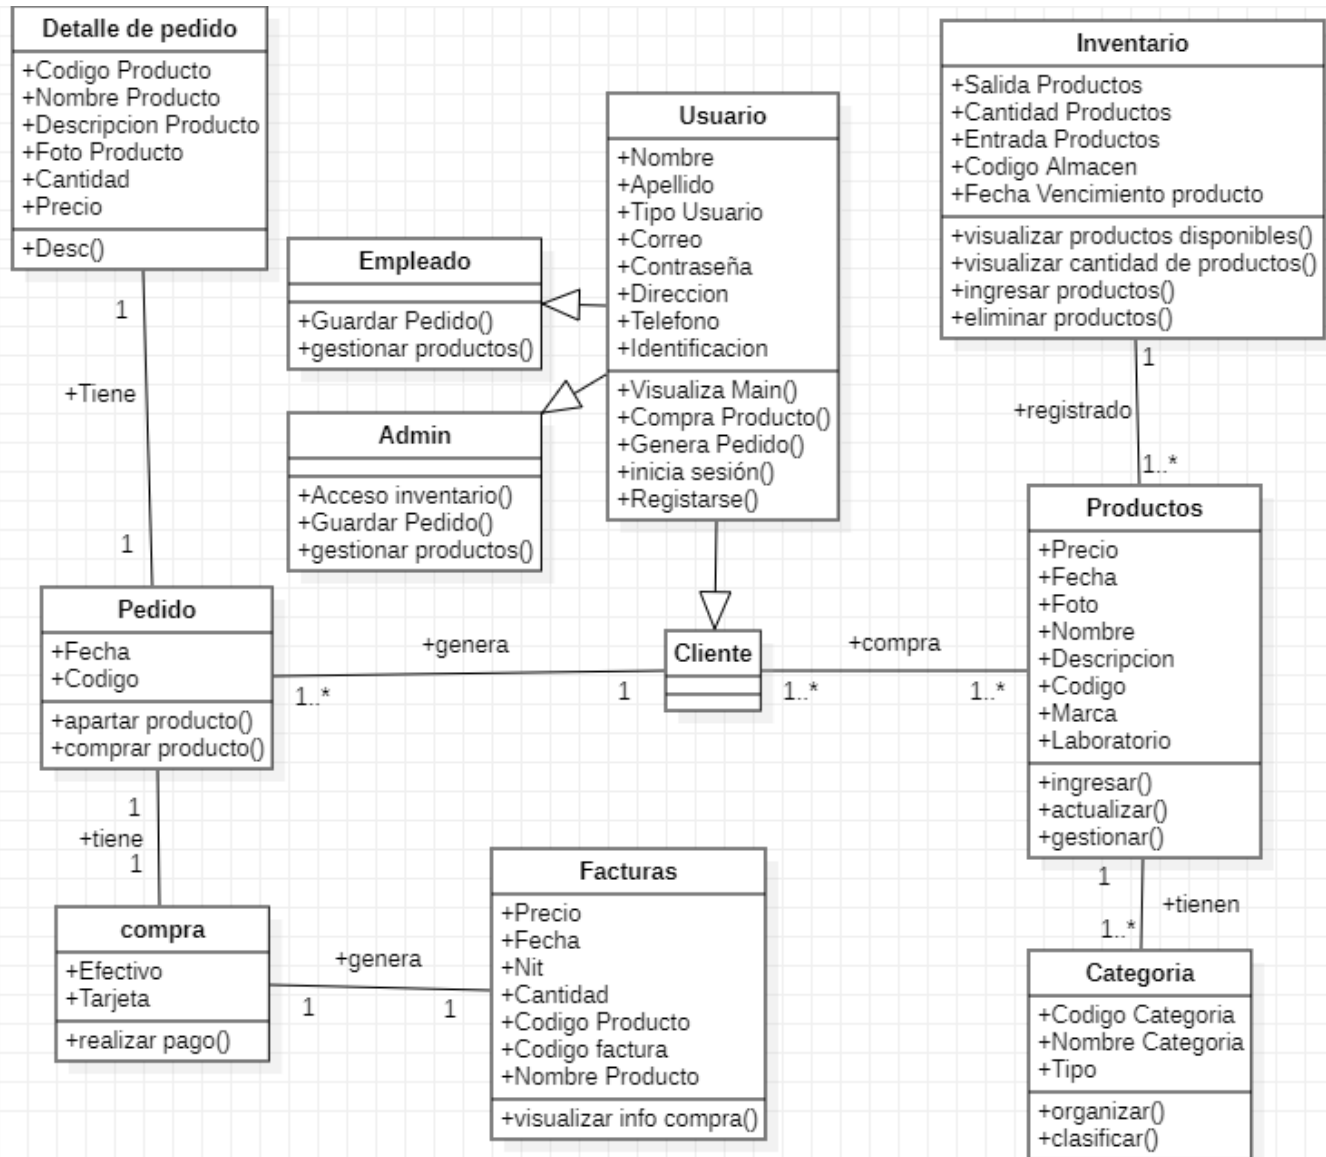 Detalle de pedido
+Codigo Producto
+Nombre Producto
+Descripcion Producto
+Foto Producto
+Cantidad
+Precio
+Desc()
1
+Tiene
1
Empleado
+Guardar Pedido()
+gestionar productos()
Admin
+Acceso inventario()
+Guardar Pedido()
+gestionar productos()
Usuario
+Nombre
+Apellido
+Tipo Usuario
+Correo
+Contraseña
+Direccion
+Telefono
+Identificacion
+Visualiza Main()
+Compra Producto()
+Genera Pedido()
+inicia sesión()
+Registarse()
Inventario
+Salida Productos
+Cantidad Productos
+Entrada Productos
+Codigo Almacen
+Fecha Vencimiento producto
+visualizar productos disponibles()
+visualizar cantidad de productos()
+ingresar productos()
+eliminar productos()
1
+registrado
1..*
Pedido
+Fecha
+Codigo
+apartar producto()
+comprar producto()
+genera
1..*
1
Cliente
+compra
1..*
1..*
Productos
+Precio
+Fecha
+Foto
+Nombre
+Descripcion
+Codigo
+Marca
+Laboratorio
+ingresar()
+actualizar()
+gestionar()
1
+tiene
1
compra
+Efectivo
+Tarjeta
+realizar pago()
+genera
1
1
Facturas
+Precio
+Fecha
+Nit
+Cantidad
+Codigo Producto
+Codigo factura
+Nombre Producto
+visualizar info compra()
1
+tienen
1..*
Categoria
+Codigo Categoria
+Nombre Categoria
+Tipo
+organizar()
+clasificar()